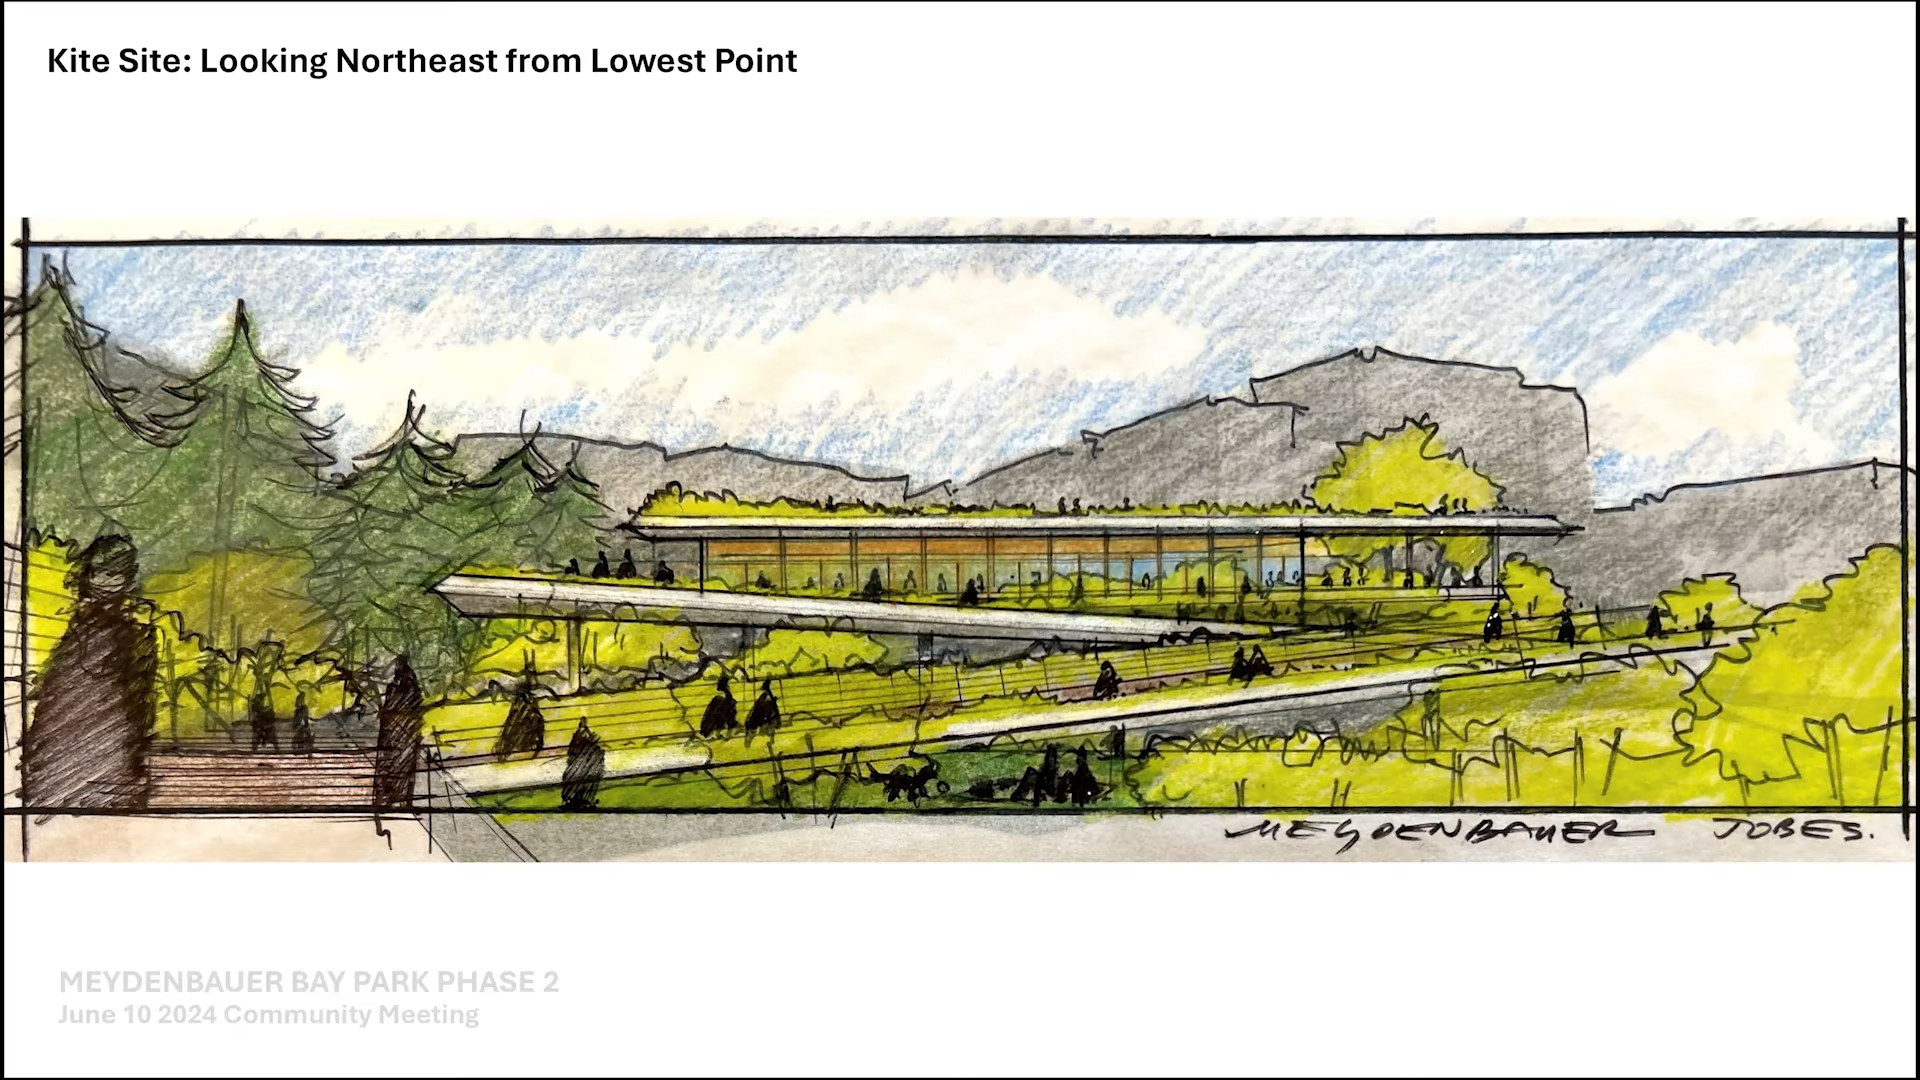 Kite Site: Looking Northeast from Lowest Point
MEYDENBAUER JOBES.
MEYDENBAUER BAY PARK PHASE 2
June 10 2024 Community Meeting